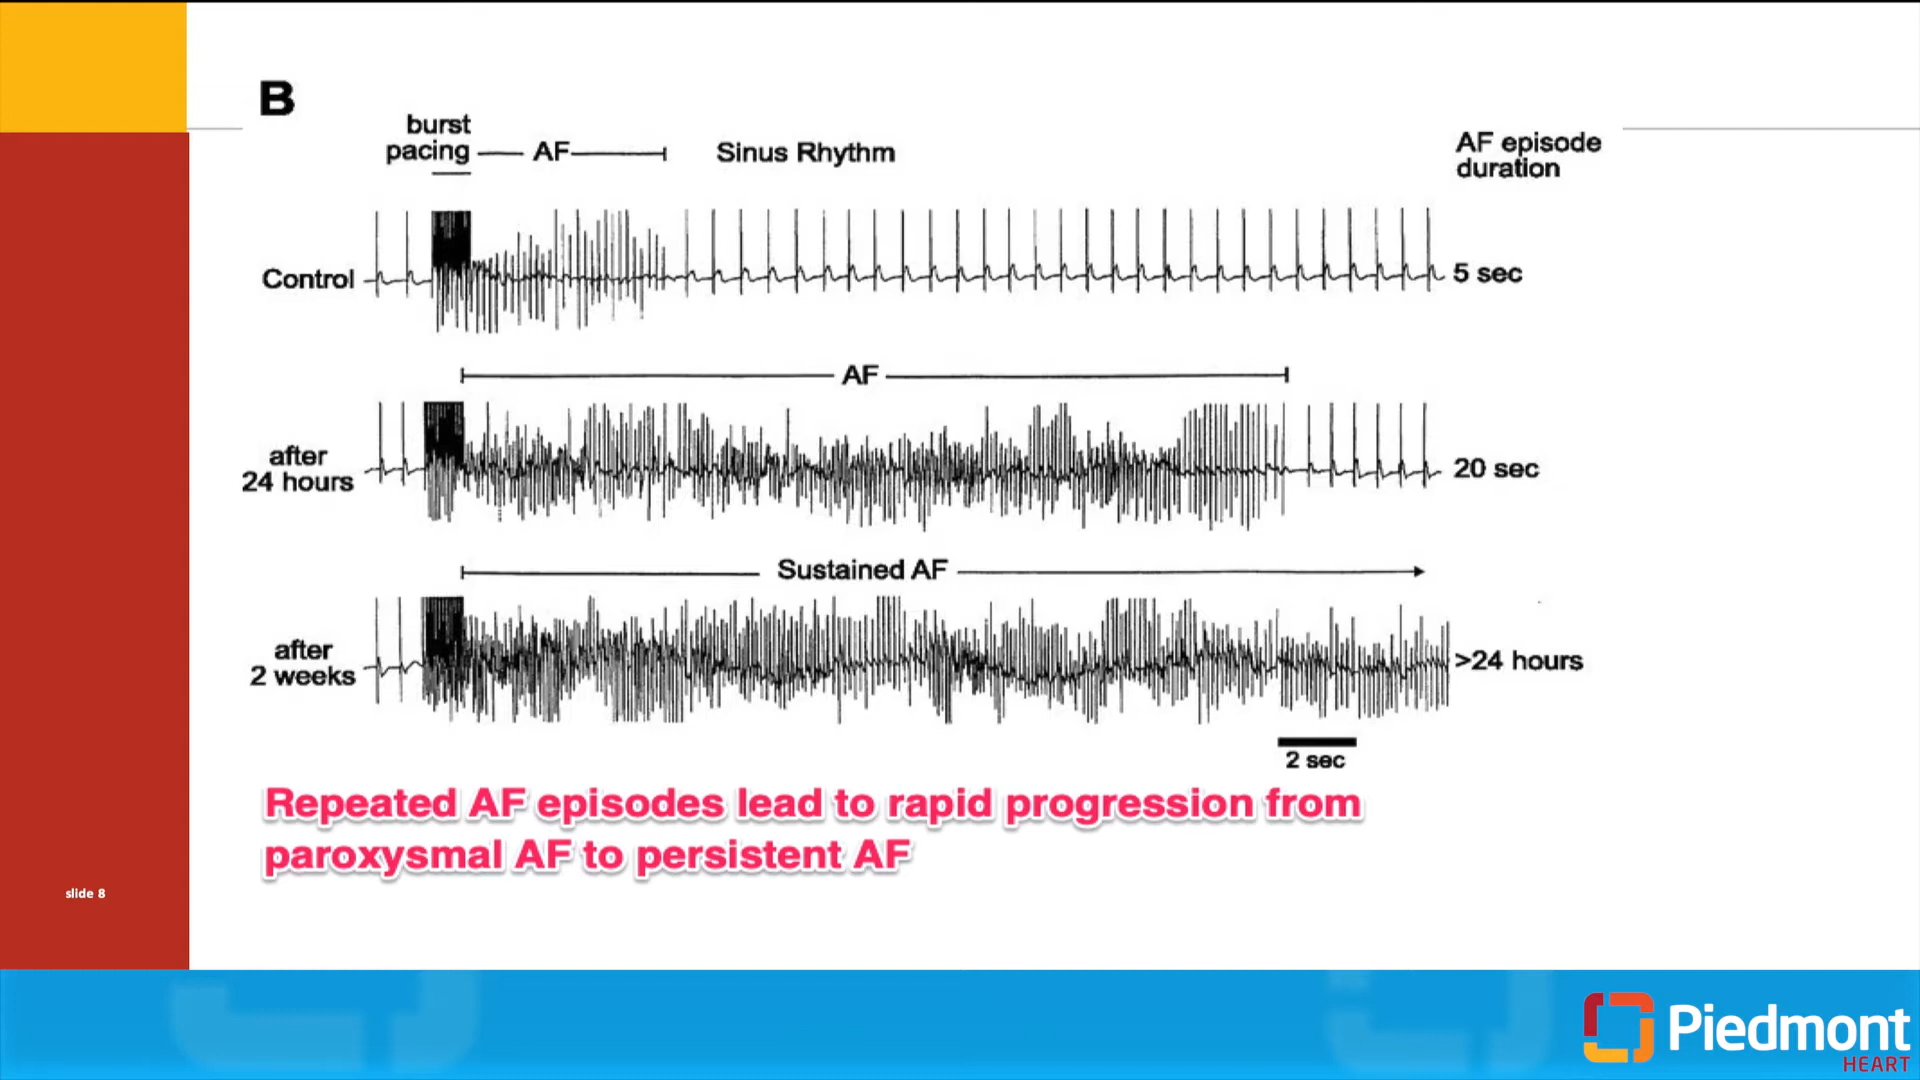 B
burst
pacing
AF
Sinus Rhythm
AF episode
duration
Control
5 sec
AF
after
24 hours
20 sec
Sustained AF
after
2 weeks
>24 hours
2 sec
Repeated AF episodes lead to rapid progression from
paroxysmal AF to persistent AF
slide 8
Piedmont
HEART